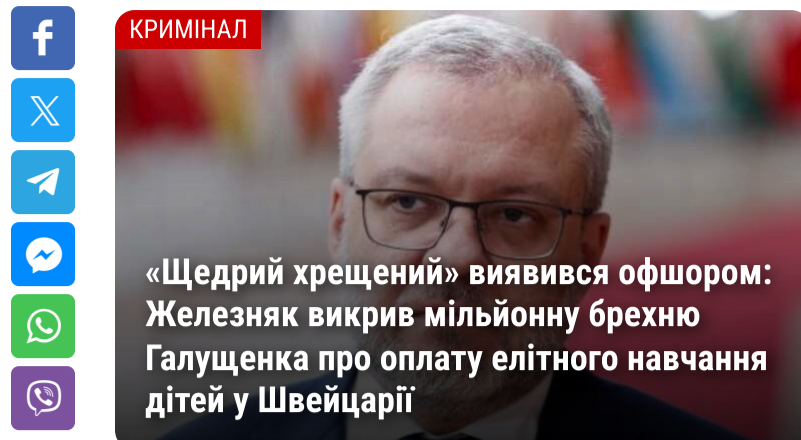 КРИМІНАЛ
«Щедрий хрещений» виявився офшором:
Железняк викрив мільйонну брехню
Галущенка про оплату елітного навчання
дітей у Швейцарії